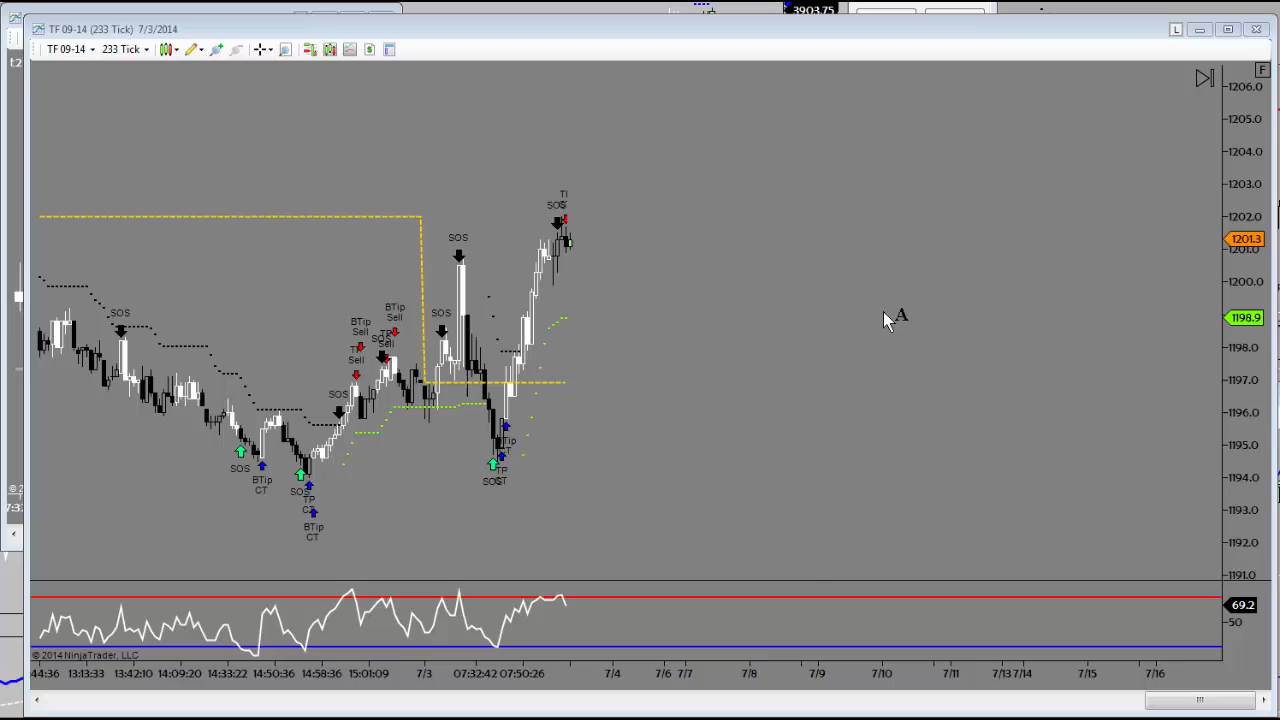 3903.75
TF 09-14 (233 Tick) 7/3/2014
L
TF 09-14
233 Tick
F
1206.0
1205.0
1204.0
1203.0
1202.0
1201.3
1201.0
1200.0
1198.9
1198.0
1197.0
1196.0
1195.0
1194.0
1193.0
1192.0
1191.0
A
SOS
SOS
SOS
SOS
SOS
BTip
Sell
BTip
Sell
TP
Sell
SOS
SOS
SOS
BTip
CT
SOS
TP
CT
BTip
CT
SOS
CT
69.2
50
© 2014 NinjaTrader, LLC
:44:36 13:13:33 13:42:10 14:09:20 14:33:22 14:50:36 14:58:36 15:01:09 7/3 07:32:42 07:50:26 7/4 7/6 7/7 7/8 7/9 7/10 7/11 7/13 7/14 7/15 7/16